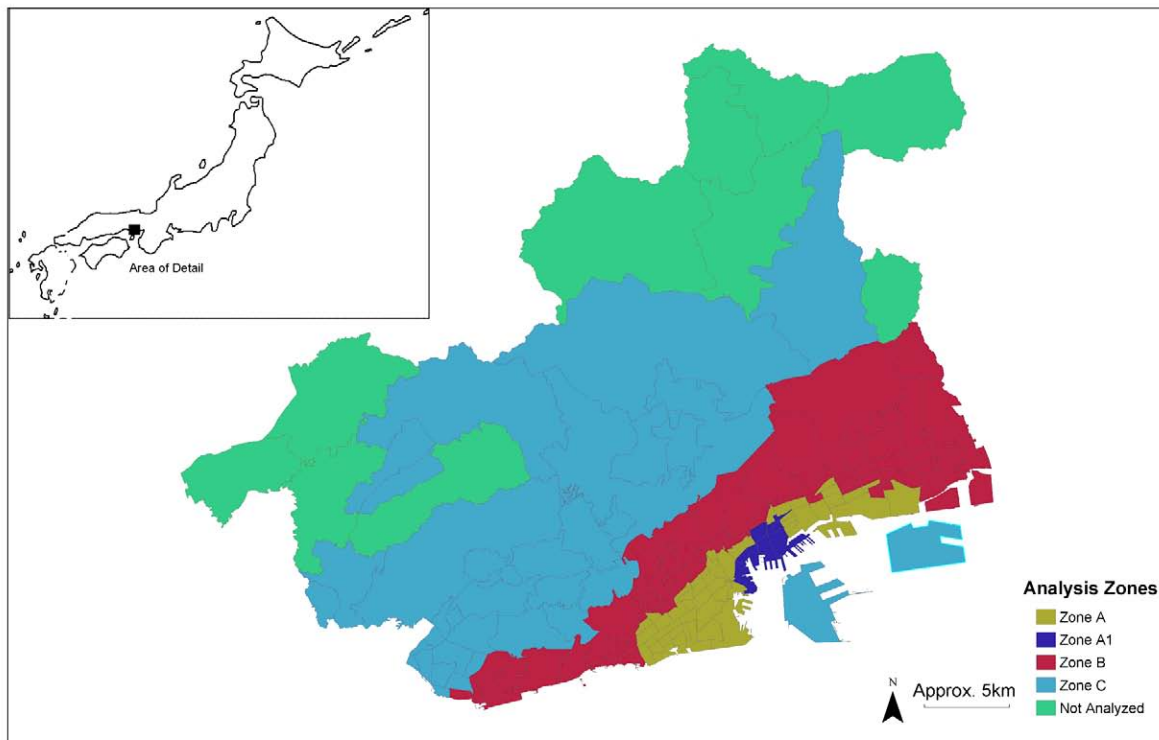 Area of Detail
Analysis Zones
Zone A
Zone A1
Zone B
Zone C
Not Analyzed
N
Approx. 5km